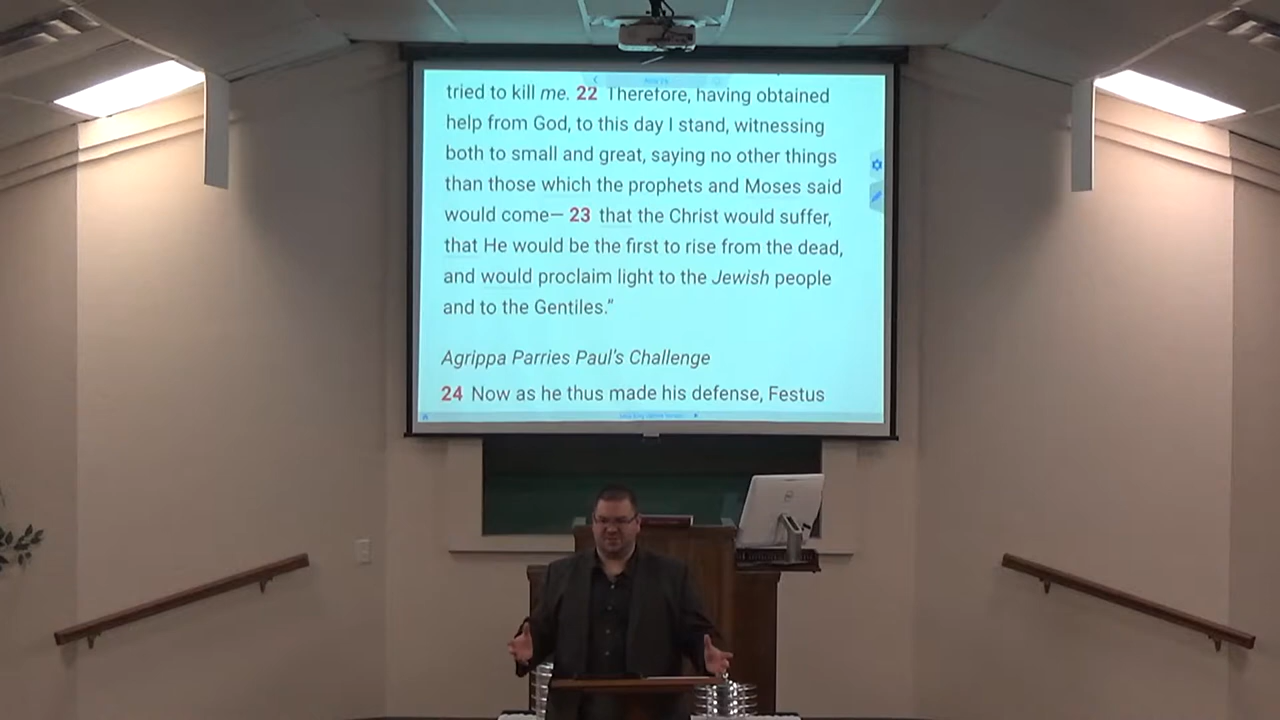 tried to kill me. 22 Therefore, having obtained
help from God, to this day I stand, witnessing
both to small and great, saying no other things
than those which the prophets and Moses said
would come— 23 that the Christ would suffer,
that He would be the first to rise from the dead,
and would proclaim light to the Jewish people
and to the Gentiles.”
Agrippa Parries Paul’s Challenge
24 Now as he thus made his defense, Festus